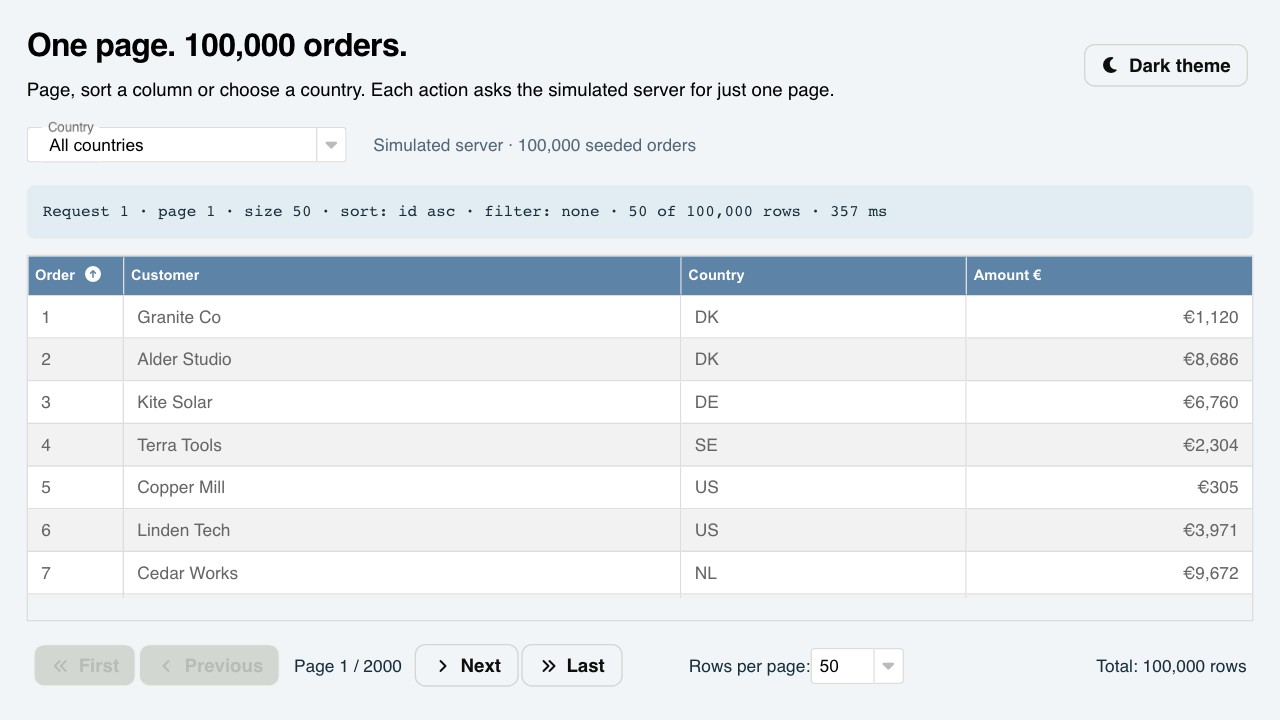 One page. 100,000 orders.
Dark theme
Page, sort a column or choose a country. Each action asks the simulated server for just one page.
Country
All countries
Simulated server · 100,000 seeded orders
Request 1 · page 1 · size 50 · sort: id asc · filter: none · 50 of 100,000 rows · 357 ms
Order Customer Country Amount €
1 Granite Co DK €1,120
2 Alder Studio DK €8,686
3 Kite Solar DE €6,760
4 Terra Tools SE €2,304
5 Copper Mill US €305
6 Linden Tech US €3,971
7 Cedar Works NL €9,672
First Previous Page 1 / 2000 Next Last Rows per page: 50 Total: 100,000 rows